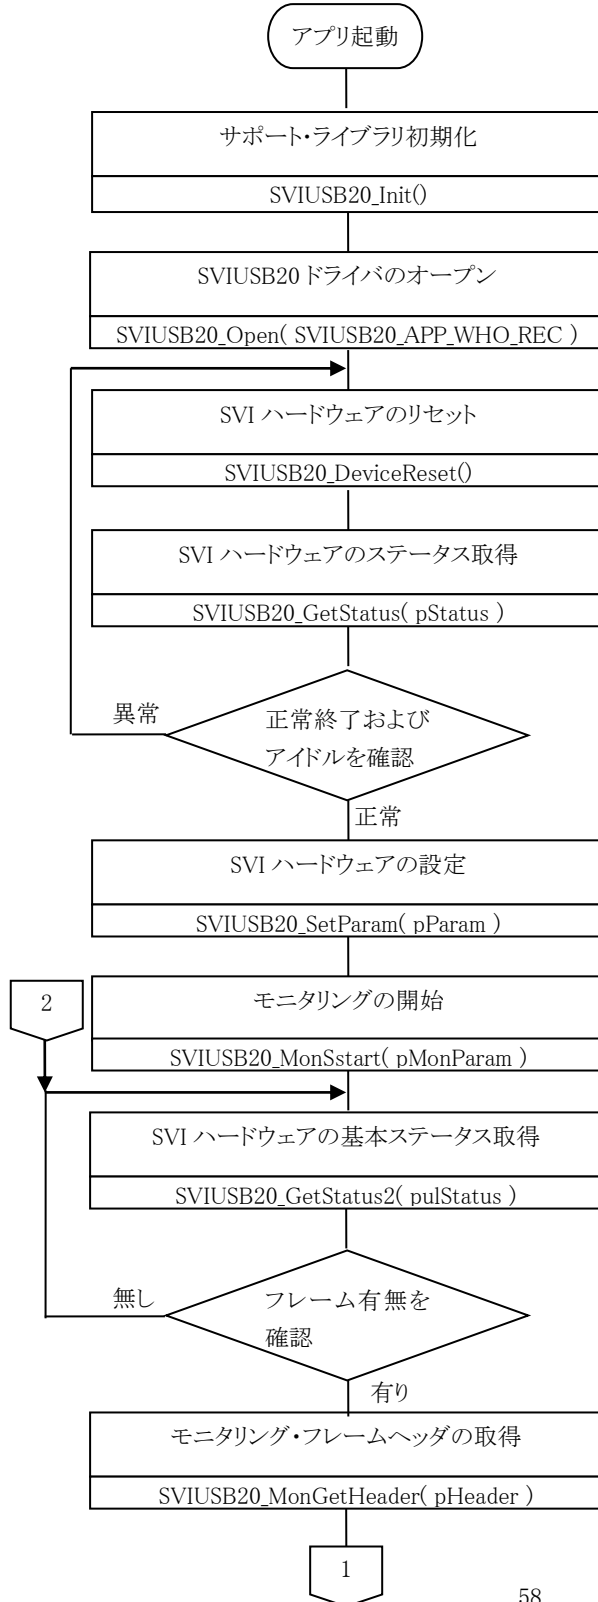 アプリ起動
サポート・ライブラリ初期化
SVIUSB20_Init()
SVIUSB20 ドライバのオープン
SVIUSB20_Open( SVIUSB20_APP_WHO_REC )
SVI ハードウェアのリセット
SVIUSB20_DeviceReset()
SVI ハードウェアのステータス取得
SVIUSB20_GetStatus( pStatus )
異常
正常終了および
アイドルを確認
正常
SVI ハードウェアの設定
SVIUSB20_SetParam( pParam )
2
モニタリングの開始
SVIUSB20_MonSstart( pMonParam )
SVI ハードウェアの基本ステータス取得
SVIUSB20_GetStatus2( pulStatus )
無し
フレーム有無を
確認
有り
モニタリング・フレームヘッダの取得
SVIUSB20_MonGetHeader( pHeader )
1
58